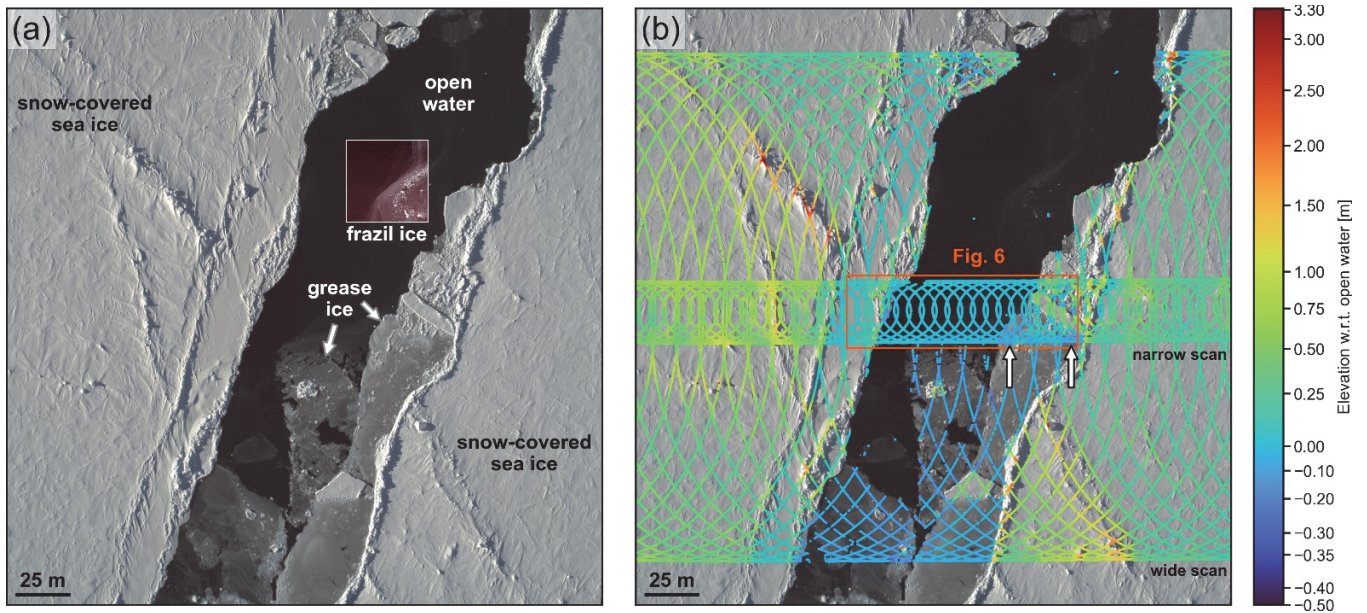 (a)
snow-covered
sea ice
open
water
frazil ice
grease
ice
snow-covered
sea ice
25 m
(b)
Fig. 6
narrow scan
wide scan
25 m
3.30
3.00
2.50
2.00
1.50
1.00
0.75
0.50
0.25
0.00
−0.10
−0.20
−0.30
−0.35
−0.40
−0.50
Elevation w.r.t. open water [m]